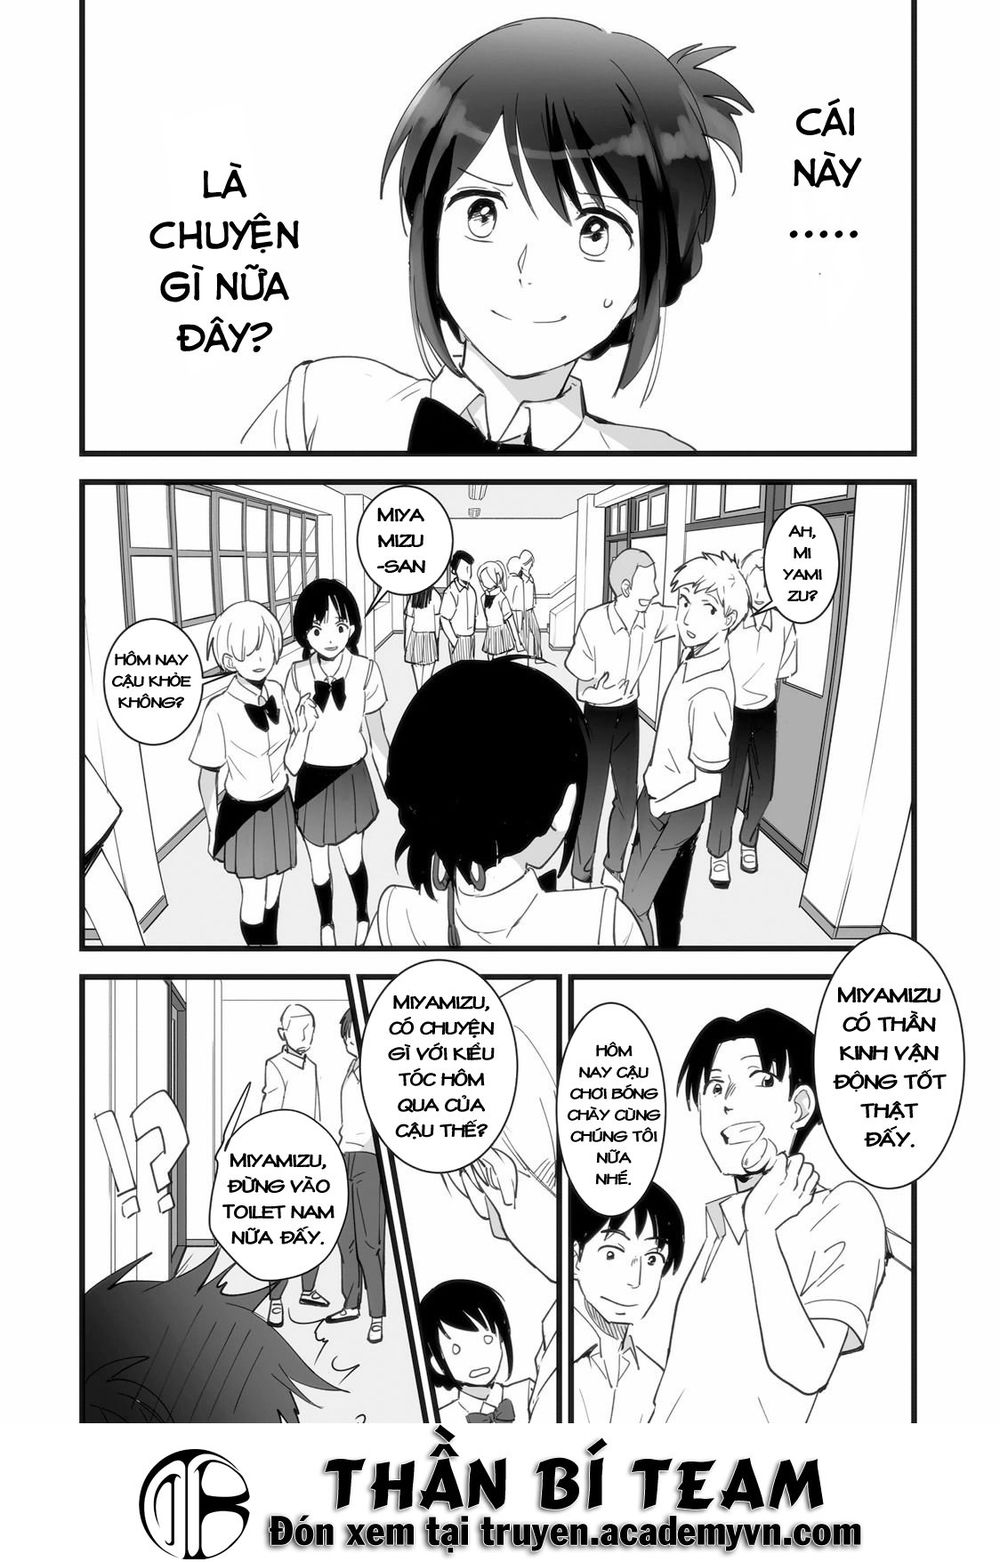 CÁI
NÀY
.....
LÀ
CHUYỆN
GÌ NỮA
ĐÂY?
AH,
MI
YAMI
ZU?
MIYA
MIZU
-SAN
HÔM NAY
CẬU KHỎE
KHÔNG?
MIYAMIZU
CÓ THẦN
KINH VẬN
ĐỘNG TỐT
THẬT
ĐẤY.
HÔM
NAY CẬU
CHƠI BÓNG
CHÀY CÙNG
CHÚNG TÔI
NỮA
NHÉ.
MIYAMIZU,
CÓ CHUYỆN
GÌ VỚI KIỂU
TÓC HÔM
QUA CỦA
CẬU THẾ?
MIYAMIZU,
ĐỪNG VÀO
TOILET NAM
NỮA ĐẤY.
!?
THẦN BÍ TEAM
Đón xem tại truyen.academyvn.com